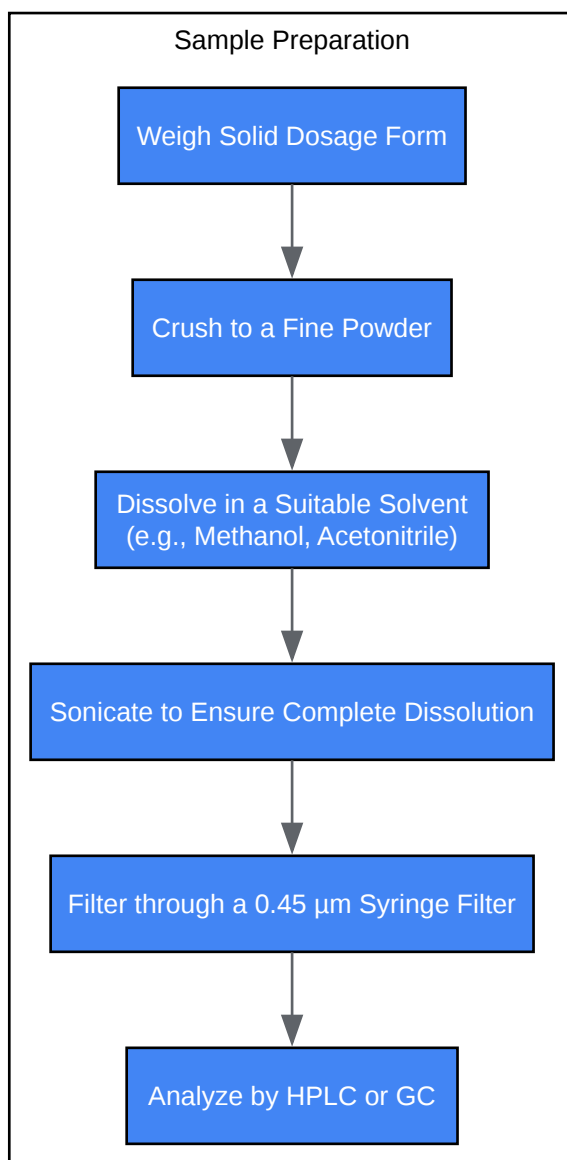 Sample Preparation
Weigh Solid Dosage Form
Crush to a Fine Powder
Dissolve in a Suitable Solvent
(e.g., Methanol, Acetonitrile)
Sonicate to Ensure Complete Dissolution
Filter through a 0.45 µm Syringe Filter
Analyze by HPLC or GC